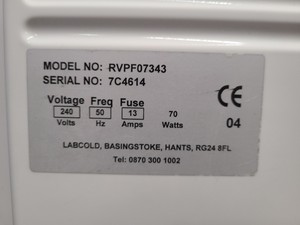 MODEL NO: RVPF07343
SERIAL NO: 7C4614
Voltage Freq Fuse
240 50 13 70
Volts Hz Amps Watts
CE
04
LABCOLD, BASINGSTOKE, HANTS, RG24 8FL
Tel: 0870 300 1002